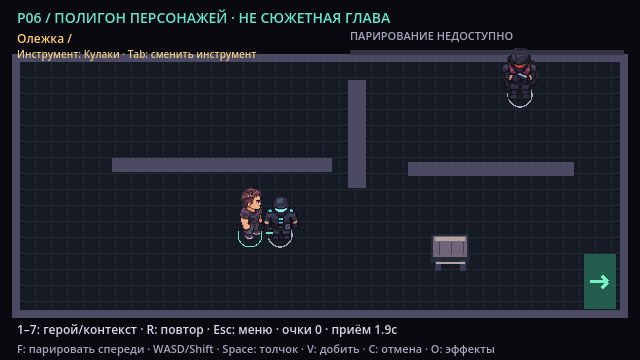 P06 / ПОЛИГОН ПЕРСОНАЖЕЙ · НЕ СЮЖЕТНАЯ ГЛАВА
Олежка /
ПАРИРОВАНИЕ НЕДОСТУПНО
Инструмент: Кулаки · Tab: сменить инструмент
1–7: герой/контекст · R: повтор · Esc: меню · очки 0 · приём 1.9с
F: парировать спереди · WASD/Shift · Space: толчок · V: добить · C: отмена · O: эффекты